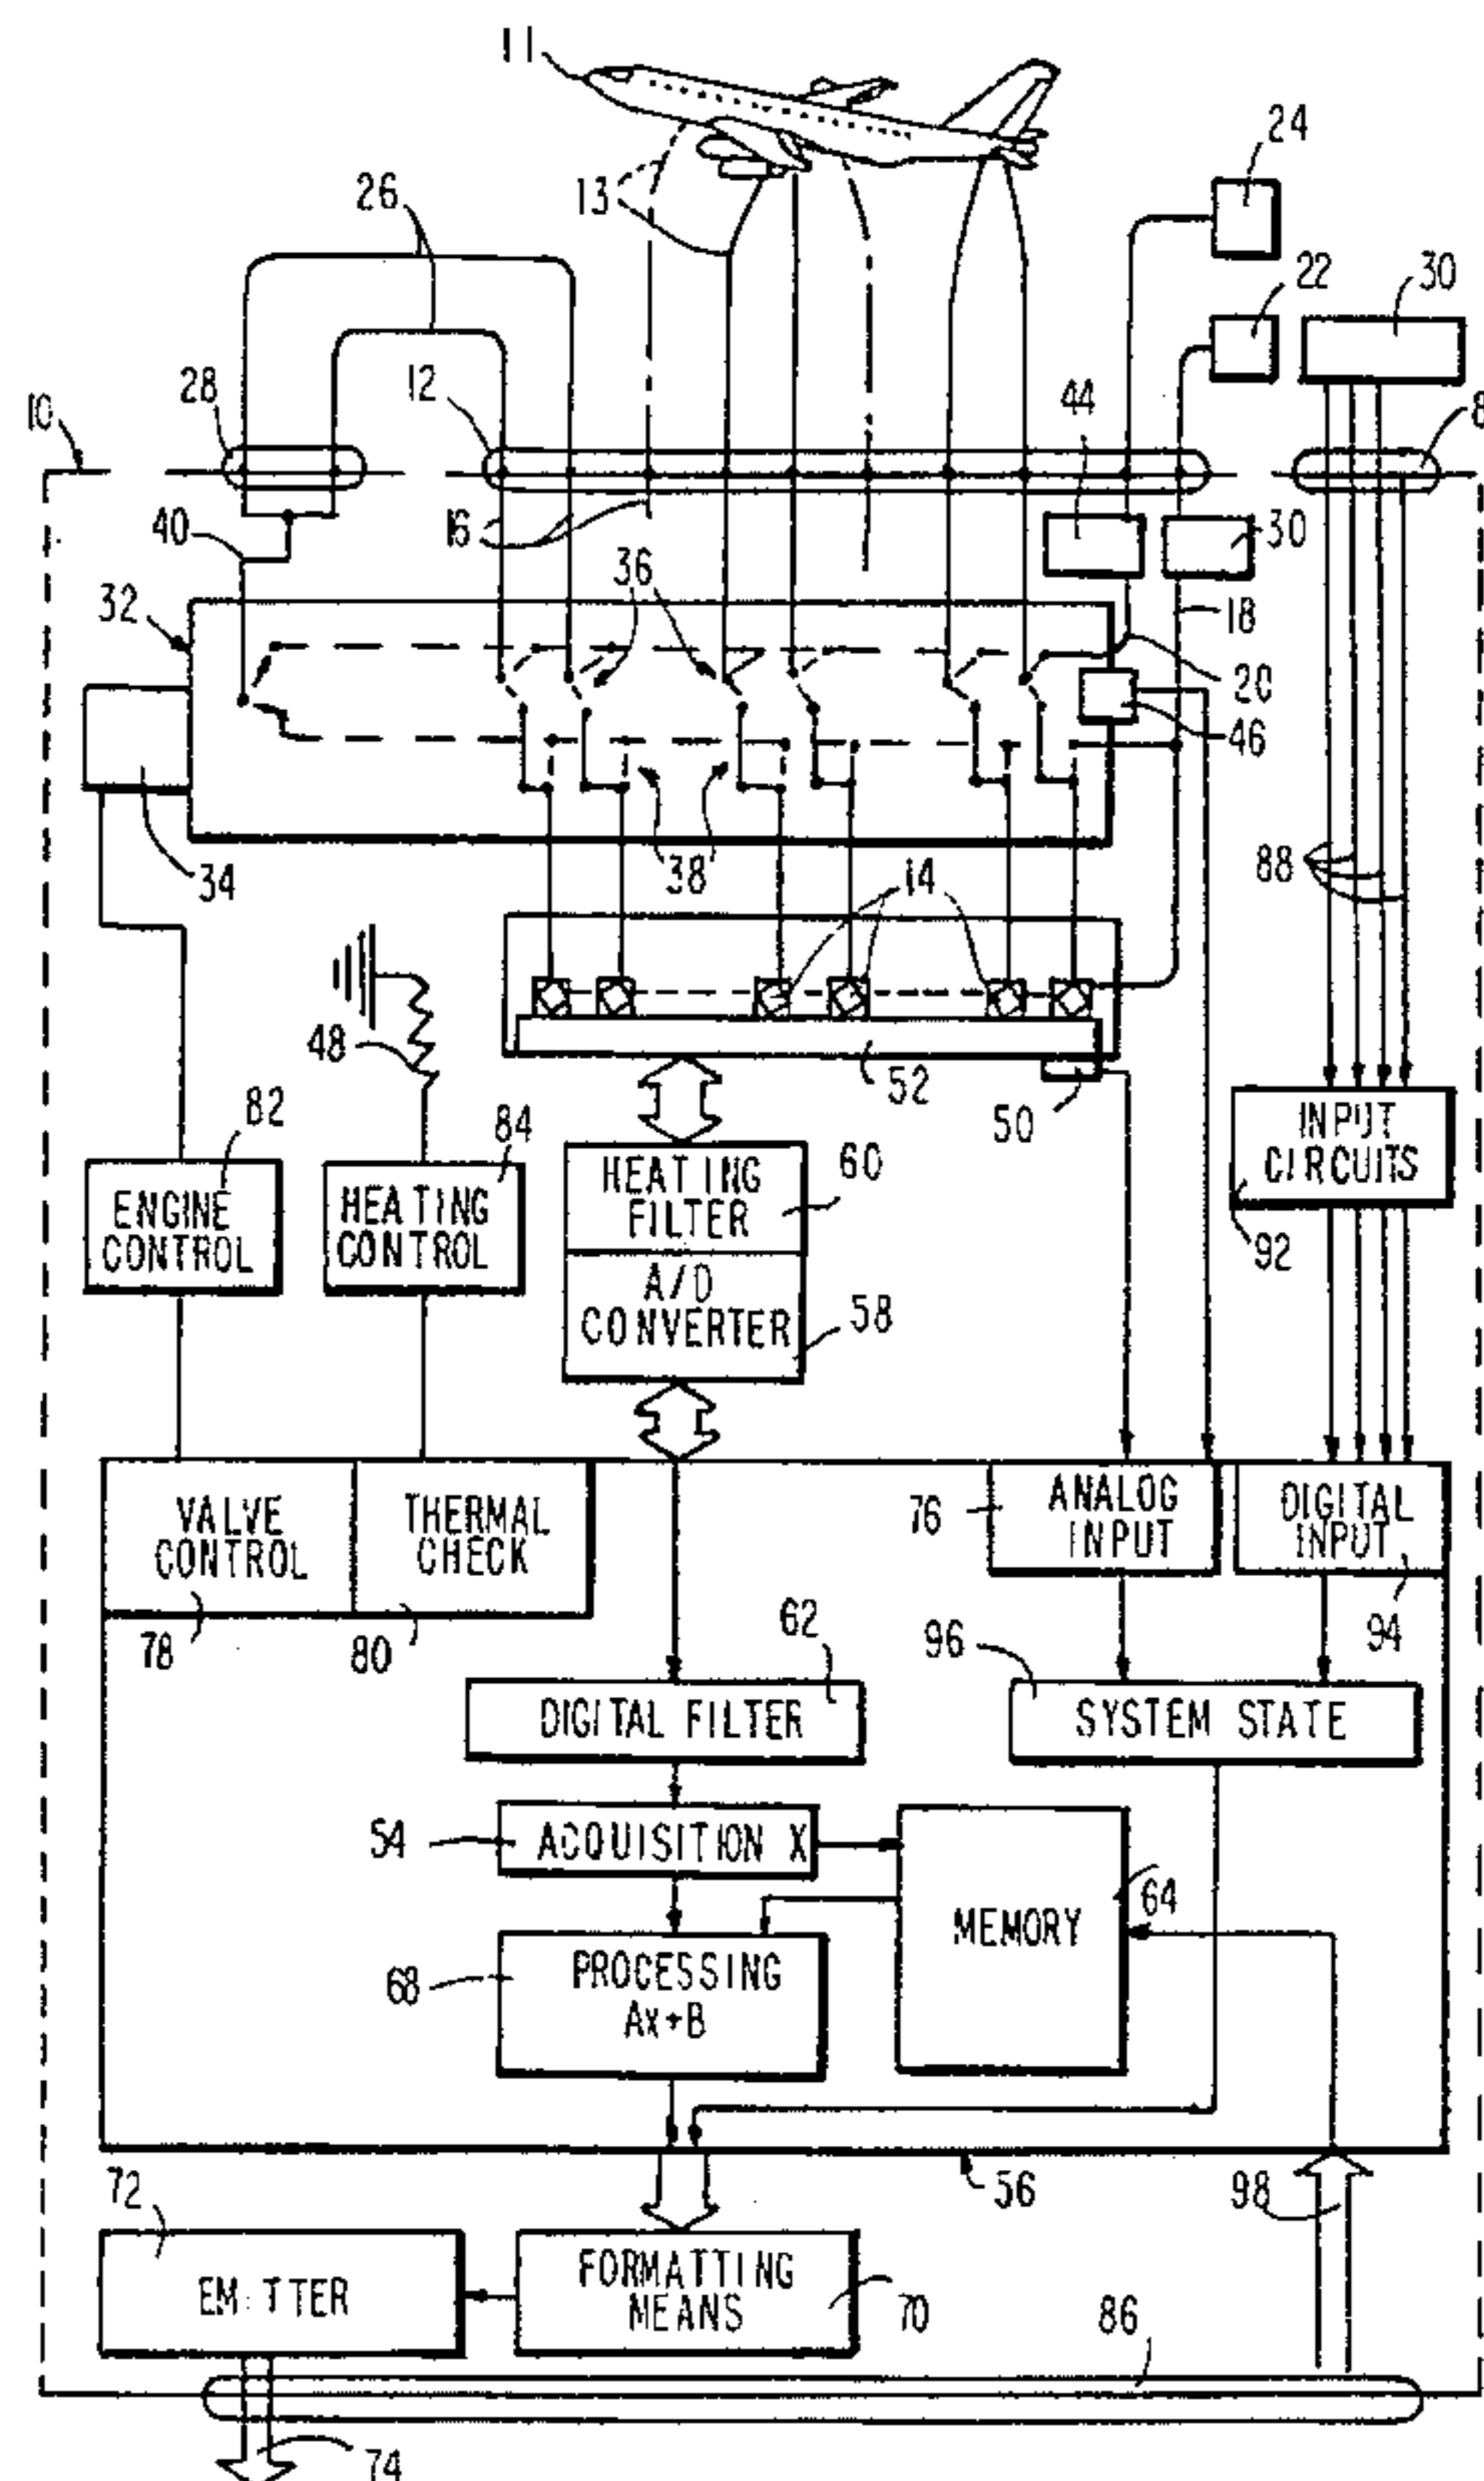 11
24
26
13
22
30
28
12
44
8
10
40
16
36
30
32
18
20
46
34
38
14
88
48
52
50
82
84
ENGINE
CONTROL
HEATING
CONTROL
HEATING
FILTER
60
A/D
CONVERTER
58
INPUT
CIRCUITS
92
VALVE
CONTROL
THERMAL
CHECK
76
ANALOG
INPUT
DIGITAL
INPUT
78
80
62
96
94
DIGITAL FILTER
SYSTEM STATE
54
ACQUISITION X
64
MEMORY
68
PROCESSING
Ax+B
72
56
98
EMITTER
FORMATTING
MEANS
70
86
74